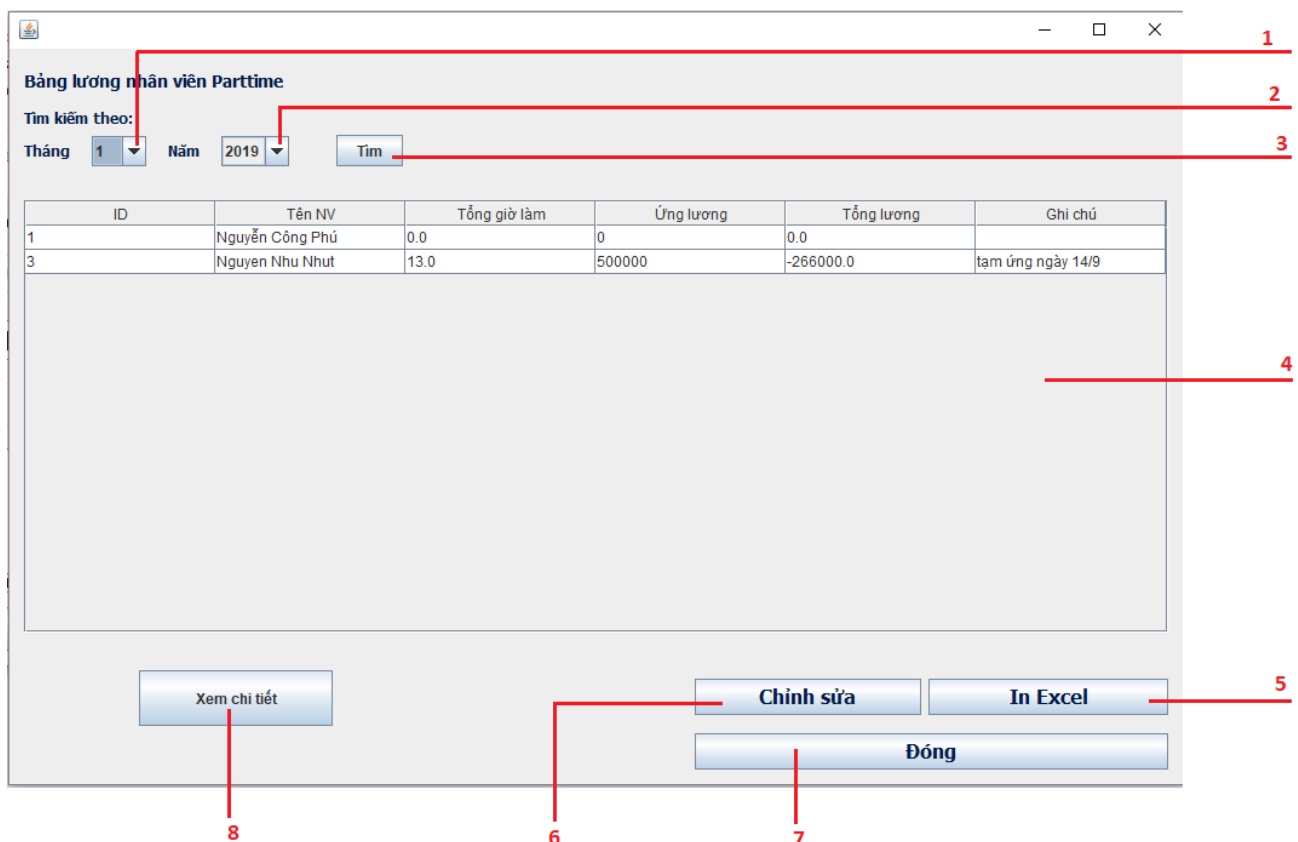 1
Bảng lương nhân viên Parttime
2
Tìm kiếm theo:
Tháng 1 Năm 2019 Tìm 3
ID Tên NV Tổng giờ làm Ứng lương Tổng lương Ghi chú
1 Nguyễn Công Phú 0.0 0 0.0
3 Nguyen Nhu Nhut 13.0 500000 -266000.0 tạm ứng ngày 14/9
4
Xem chi tiết Chỉnh sửa In Excel 5
Đóng
8 6 7